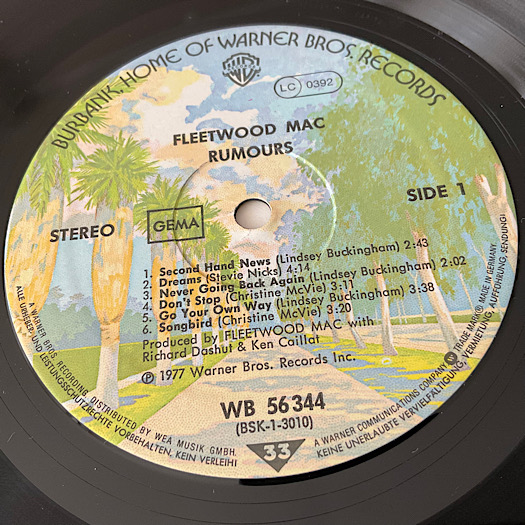 BURBANK, HOME OF WARNER BROS. RECORDS
WB
LC 0392
FLEETWOOD MAC
RUMOURS
STEREO
GEMA
SIDE 1
1. Second Hand News (Lindsey Buckingham) 2:43
2. Dreams (Stevie Nicks) 4:14
3. Never Going Back Again (Lindsey Buckingham) 2:02
4. Don't Stop (Christine McVie) 3:11
5. Go Your Own Way (Lindsey Buckingham) 3:38
6. Songbird (Christine McVie) 3:20
Produced by FLEETWOOD MAC with
Richard Dashut & Ken Caillat
℗ 1977 Warner Bros. Records Inc.
WB 56 344
(BSK-1-3010)
33
A WARNER BROS. RECORDING DISTRIBUTED BY WEA MUSIK GMBH.
ALLE URHEBER- UND LEISTUNGSSCHUTZRECHTE VORBEHALTEN, KEIN VERLEIH!
A WARNER COMMUNICATIONS COMPANY TRADE MARK ® MADE IN GERMANY
KEINE UNERLAUBTE VERVIELFÄLTIGUNG, VERMIETUNG, AUFFÜHRUNG, SENDUNG!